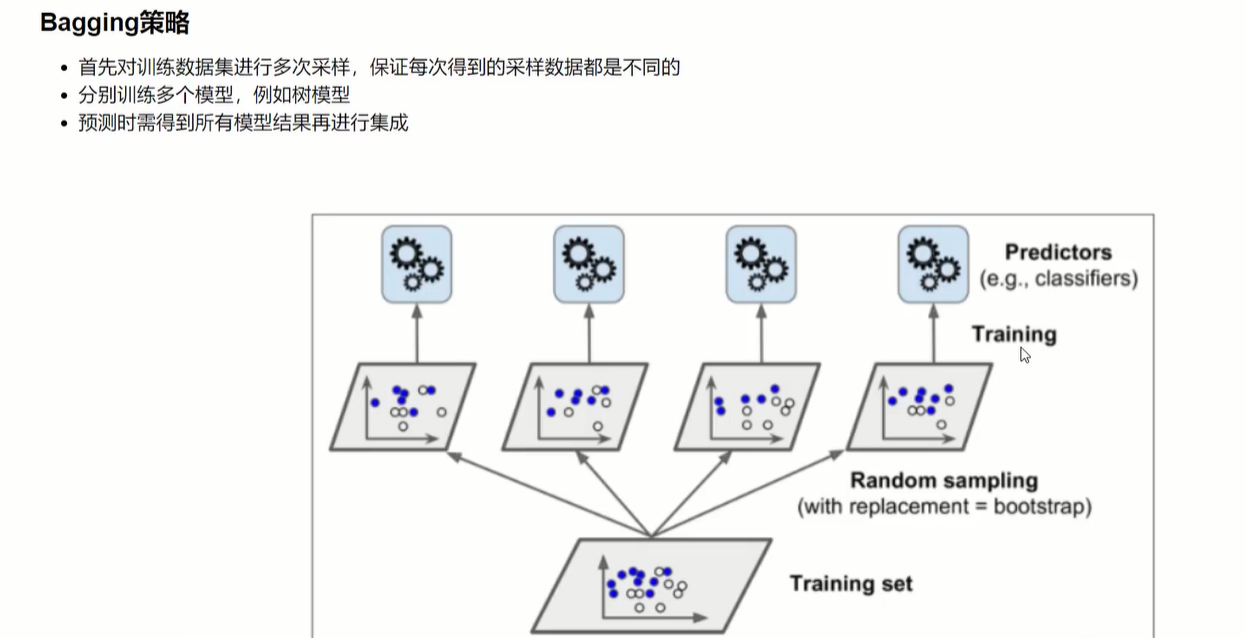 Bagging策略
首先对训练数据集进行多次采样，保证每次得到的采样数据都是不同的
分别训练多个模型，例如树模型
预测时需得到所有模型结果再进行集成
Predictors
(e.g., classifiers)
Training
Random sampling
(with replacement = bootstrap)
Training set